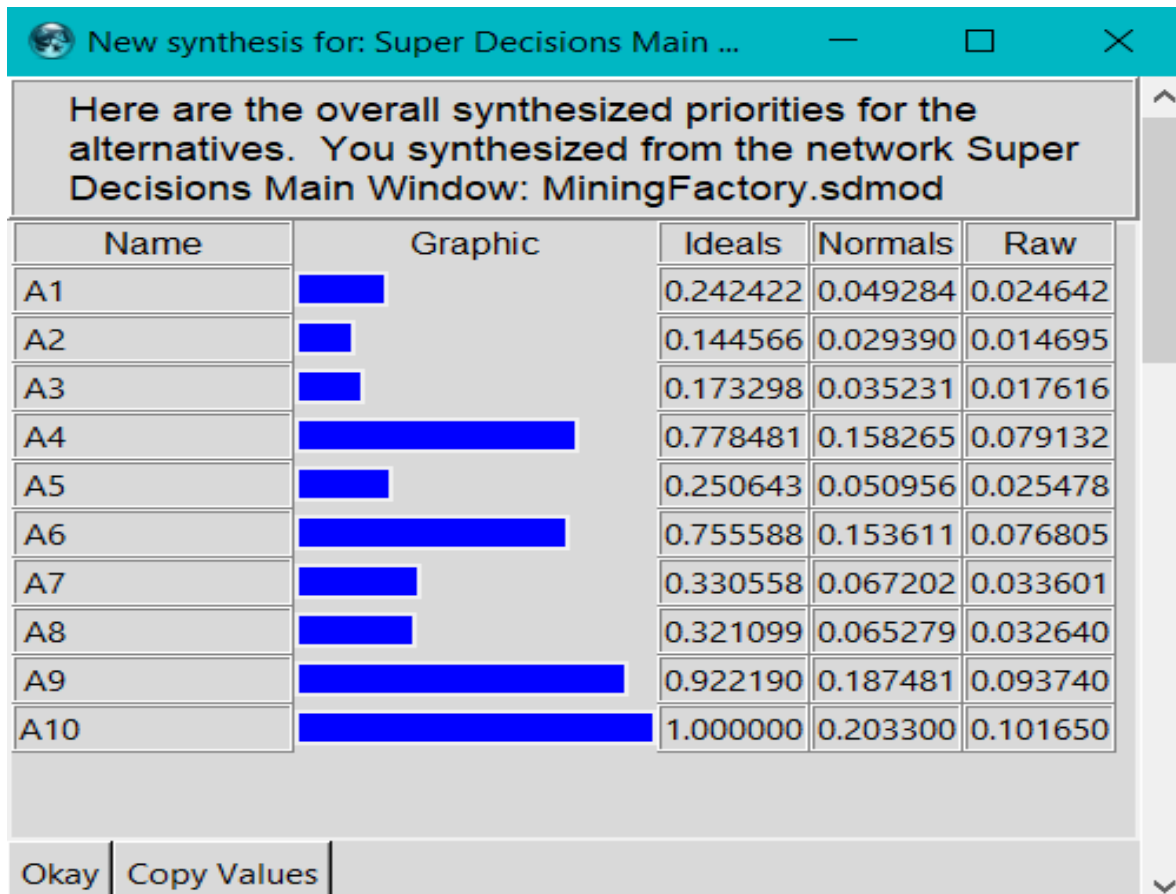 New synthesis for: Super Decisions Main ...
Here are the overall synthesized priorities for the
alternatives. You synthesized from the network Super
Decisions Main Window: MiningFactory.sdmod
Name Graphic Ideals Normals Raw
A1 0.242422 0.049284 0.024642
A2 0.144566 0.029390 0.014695
A3 0.173298 0.035231 0.017616
A4 0.778481 0.158265 0.079132
A5 0.250643 0.050956 0.025478
A6 0.755588 0.153611 0.076805
A7 0.330558 0.067202 0.033601
A8 0.321099 0.065279 0.032640
A9 0.922190 0.187481 0.093740
A10 1.000000 0.203300 0.101650
Okay Copy Values